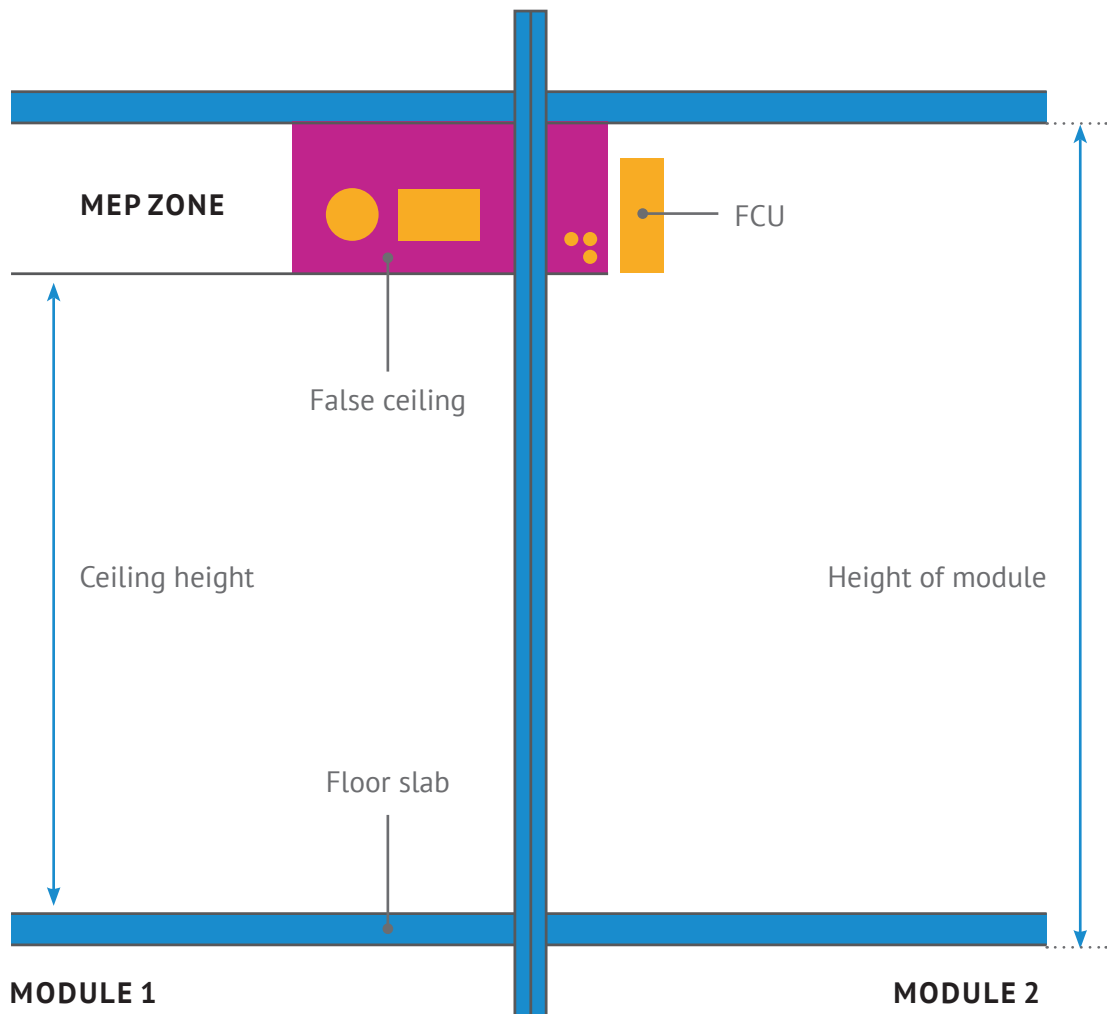 MEP ZONE
FCU
False ceiling
Ceiling height
Height of module
Floor slab
MODULE 1
MODULE 2